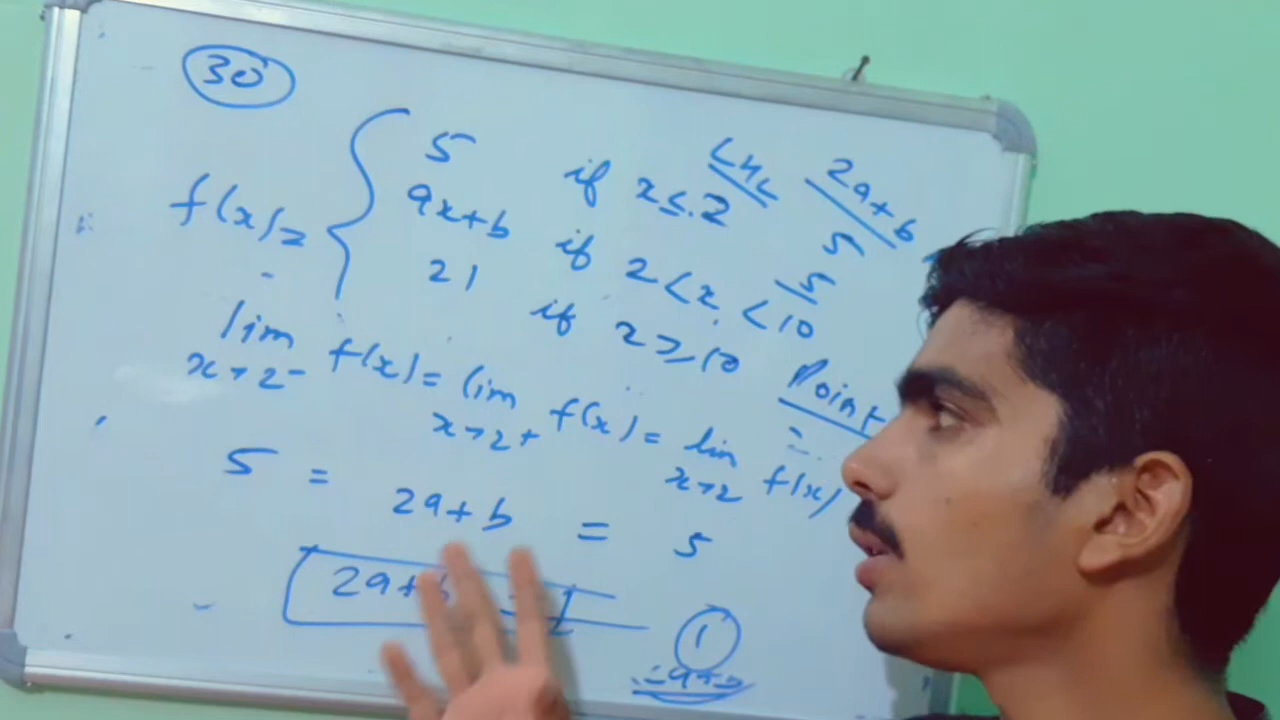 30
5 if x≤.2 <x< 2a+b
f(x)= ax+b if 2<x<10 5
21 if x≥10 5
lim x→2- f(x) = lim x→2+ f(x) = lim x→2 f(x) Point
5 = 2a+b = 5
2a+b
1